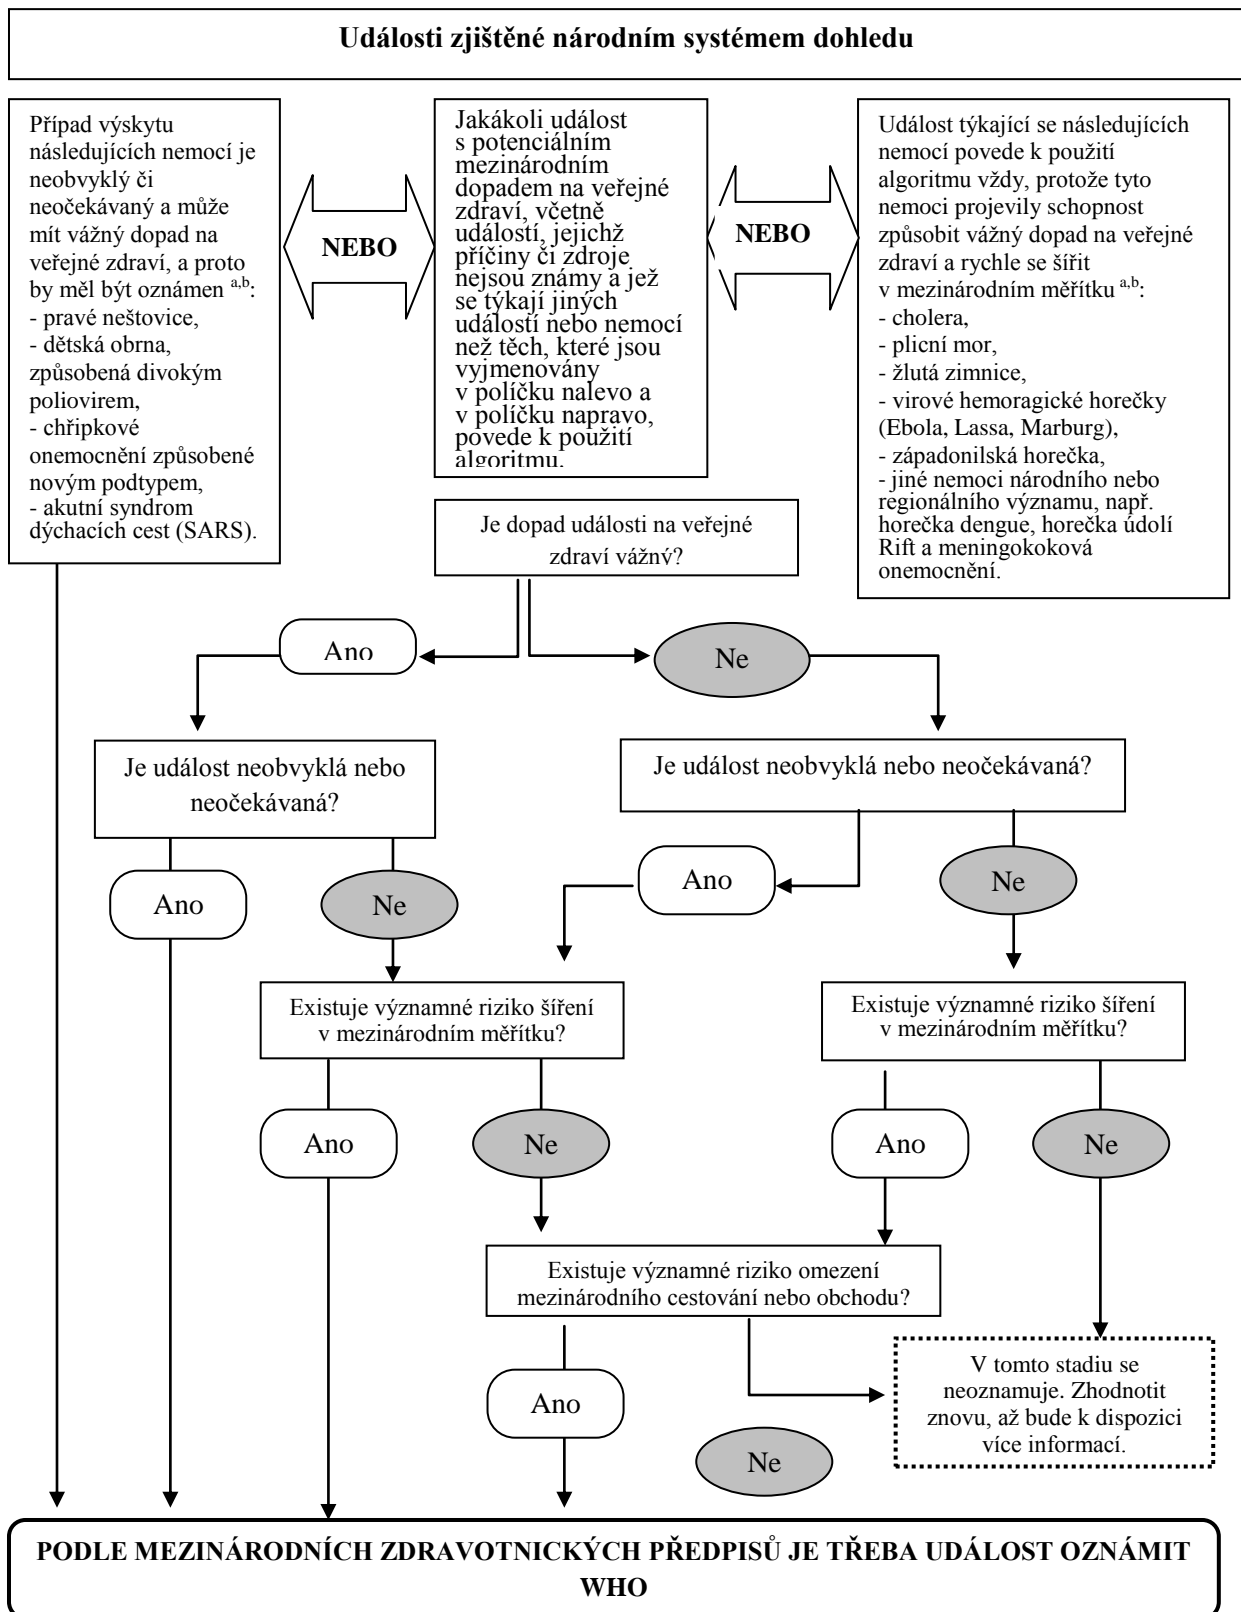 Události zjištěné národním systémem dohledu
Případ výskytu
následujících nemocí je
neobvyklý či
neočekávaný a může
mít vážný dopad na
veřejné zdraví, a proto
by měl být oznámen a,b:
- pravé neštovice,
- dětská obrna,
způsobená divokým
poliovirem,
- chřipkové
onemocnění způsobené
novým podtypem,
- akutní syndrom
dýchacích cest (SARS).
NEBO
Jakákoli událost
s potenciálním
mezinárodním
dopadem na veřejné
zdraví, včetně
událostí, jejichž
příčiny či zdroje
nejsou známy a jež
se týkají jiných
událostí nebo nemocí
než těch, které jsou
vyjmenovány
v políčku nalevo a
v políčku napravo,
povede k použití
algoritmu.
NEBO
Událost týkající se následujících
nemocí povede k použití
algoritmu vždy, protože tyto
nemoci projevily schopnost
způsobit vážný dopad na veřejné
zdraví a rychle se šířit
v mezinárodním měřítku a,b:
- cholera,
- plicní mor,
- žlutá zimnice,
- virové hemoragické horečky
(Ebola, Lassa, Marburg),
- západonilská horečka,
- jiné nemoci národního nebo
regionálního významu, např.
horečka dengue, horečka údolí
Rift a meningokoková
onemocnění.
Je dopad události na veřejné
zdraví vážný?
Ano
Ne
Je událost neobvyklá nebo
neočekávaná?
Je událost neobvyklá nebo neočekávaná?
Ano
Ne
Ano
Ne
Existuje významné riziko šíření
v mezinárodním měřítku?
Existuje významné riziko šíření
v mezinárodním měřítku?
Ano
Ne
Ano
Ne
Existuje významné riziko omezení
mezinárodního cestování nebo obchodu?
Ano
Ne
V tomto stadiu se
neoznamuje. Zhodnotit
znovu, až bude k dispozici
více informací.
PODLE MEZINÁRODNÍCH ZDRAVOTNICKÝCH PŘEDPISŮ JE TŘEBA UDÁLOST OZNÁMIT
WHO